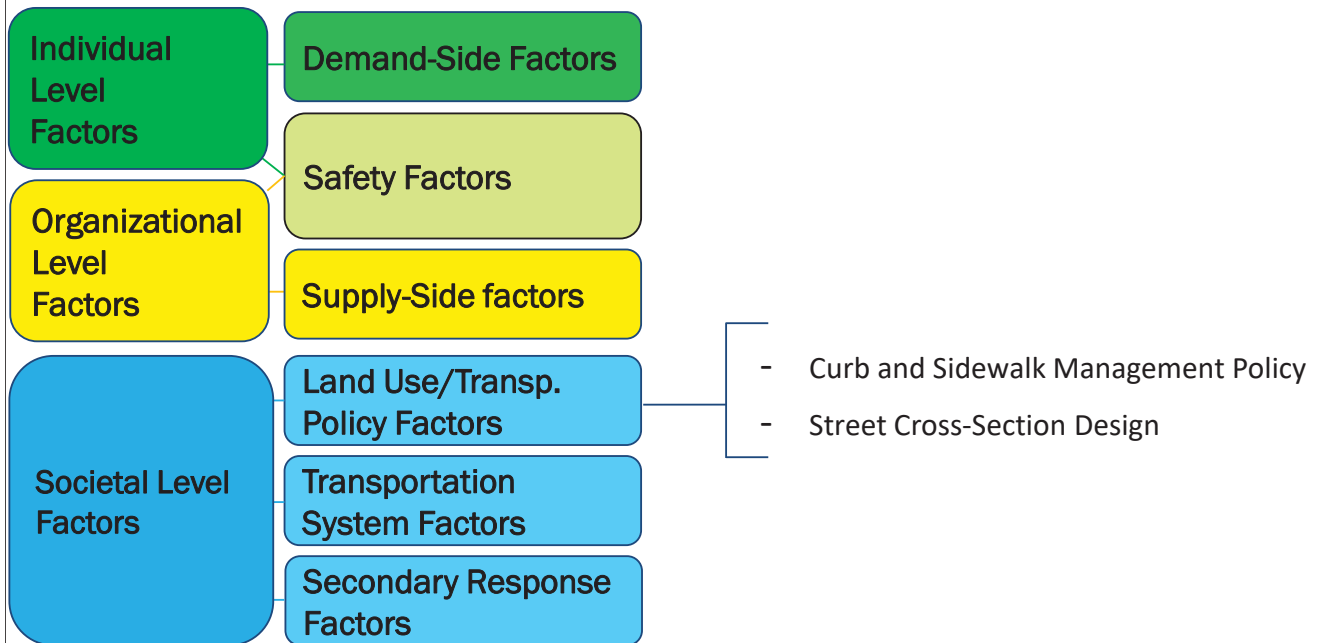 Individual
Level
Factors
Demand-Side Factors
Safety Factors
Organizational
Level
Factors
Supply-Side factors
Societal Level
Factors
Land Use/Transp.
Policy Factors
- Curb and Sidewalk Management Policy
- Street Cross-Section Design
Transportation
System Factors
Secondary Response
Factors